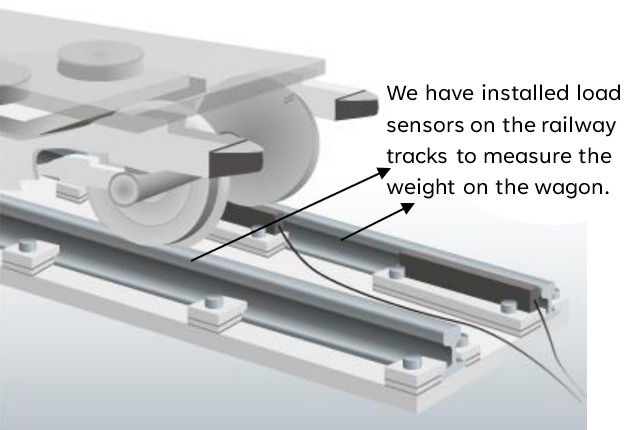 We have installed load
sensors on the railway
tracks to measure the
weight on the wagon.